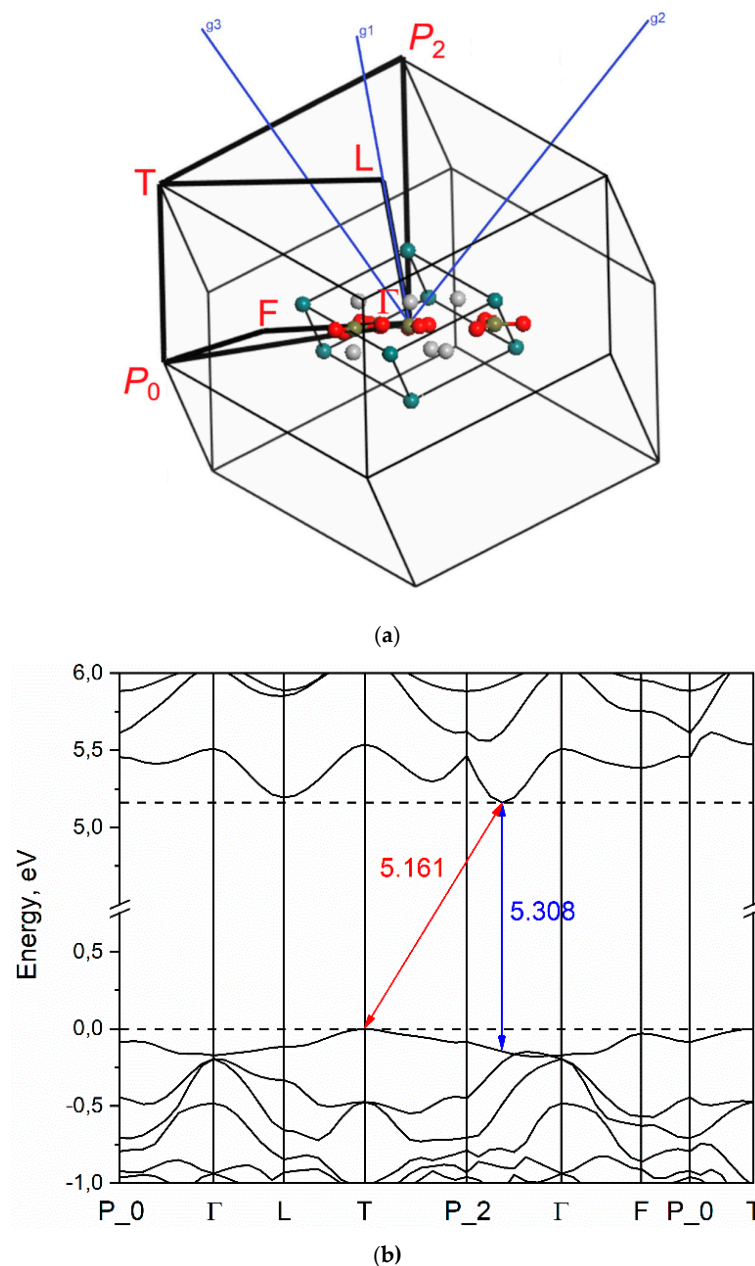 g3
g1
g2
P2
T
L
Γ
F
P0
(a)
6,0
5,5
5,0
0,5
0,0
-0,5
-1,0
Energy, eV
5.161
5.308
P_0 Γ L T P_2 Γ F P_0 T
(b)